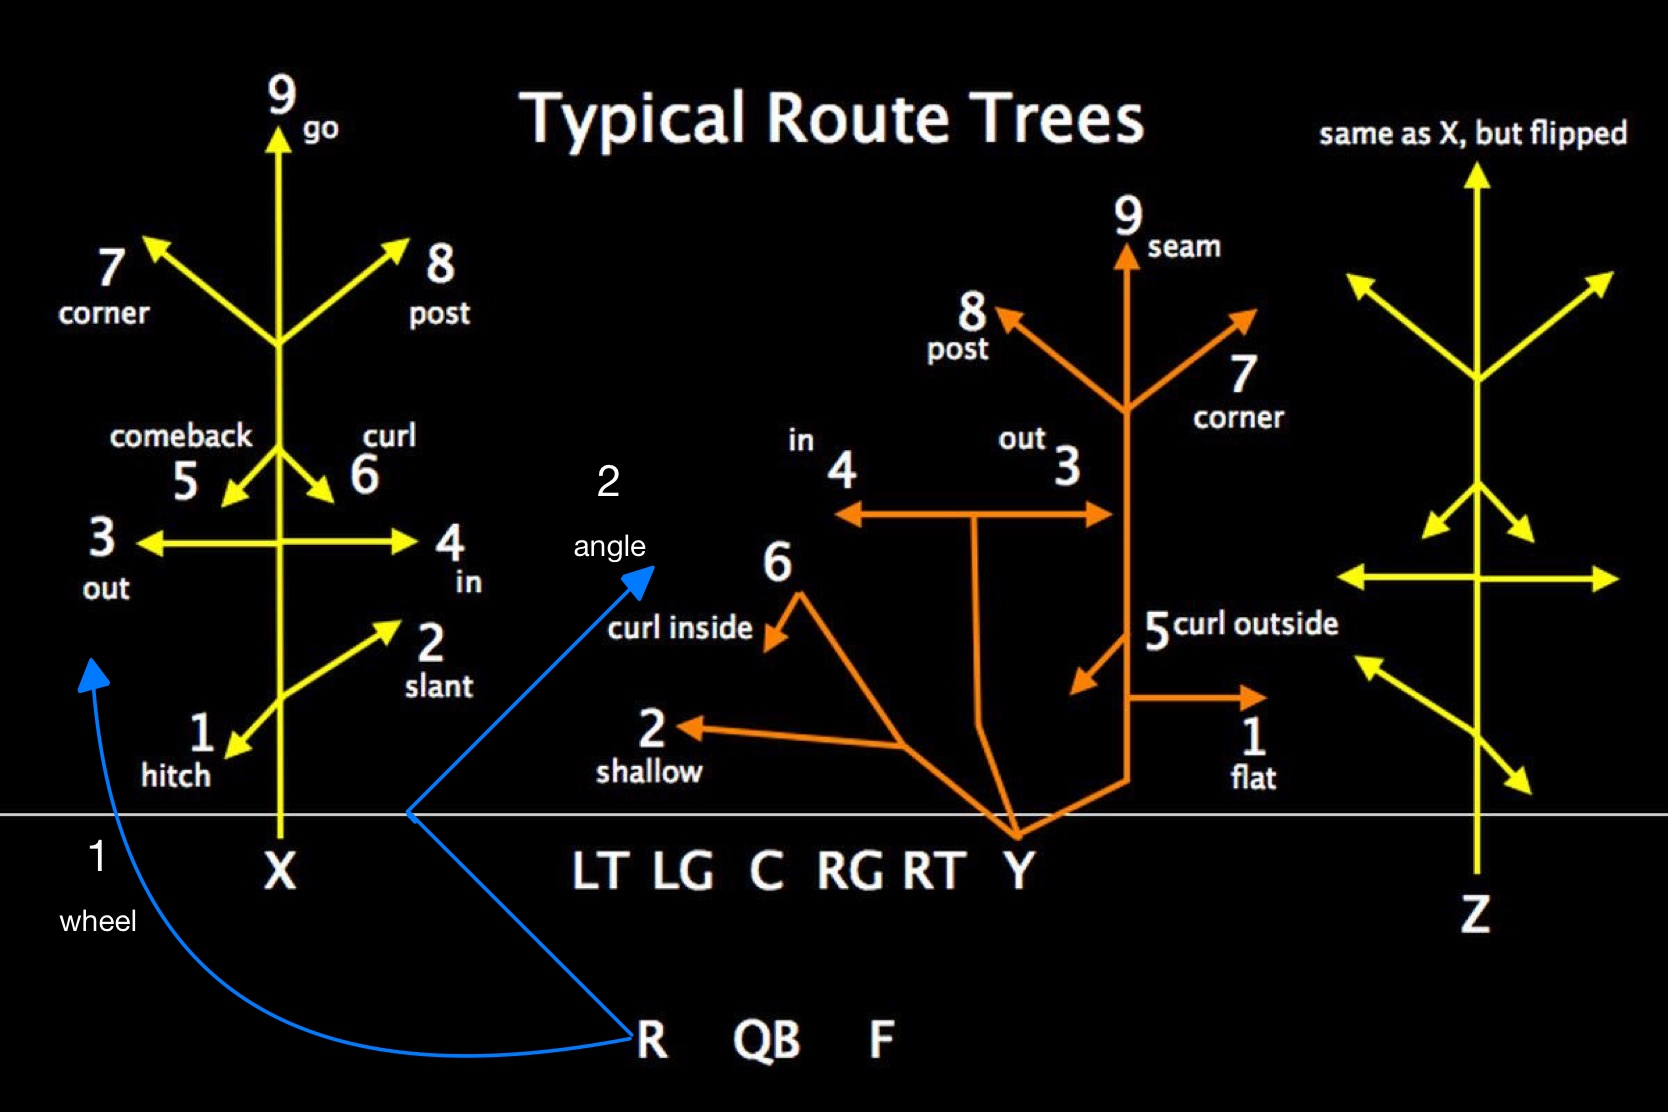 Typical Route Trees
9
go
7
corner
8
post
comeback
5
curl
6
3
out
4
in
2
slant
1
hitch
X
1
wheel
2
angle
9
seam
8
post
7
corner
in
4
out
3
6
curl inside
5 curl outside
2
shallow
1
flat
same as X, but flipped
LT LG C RG RT Y
Z
R QB F